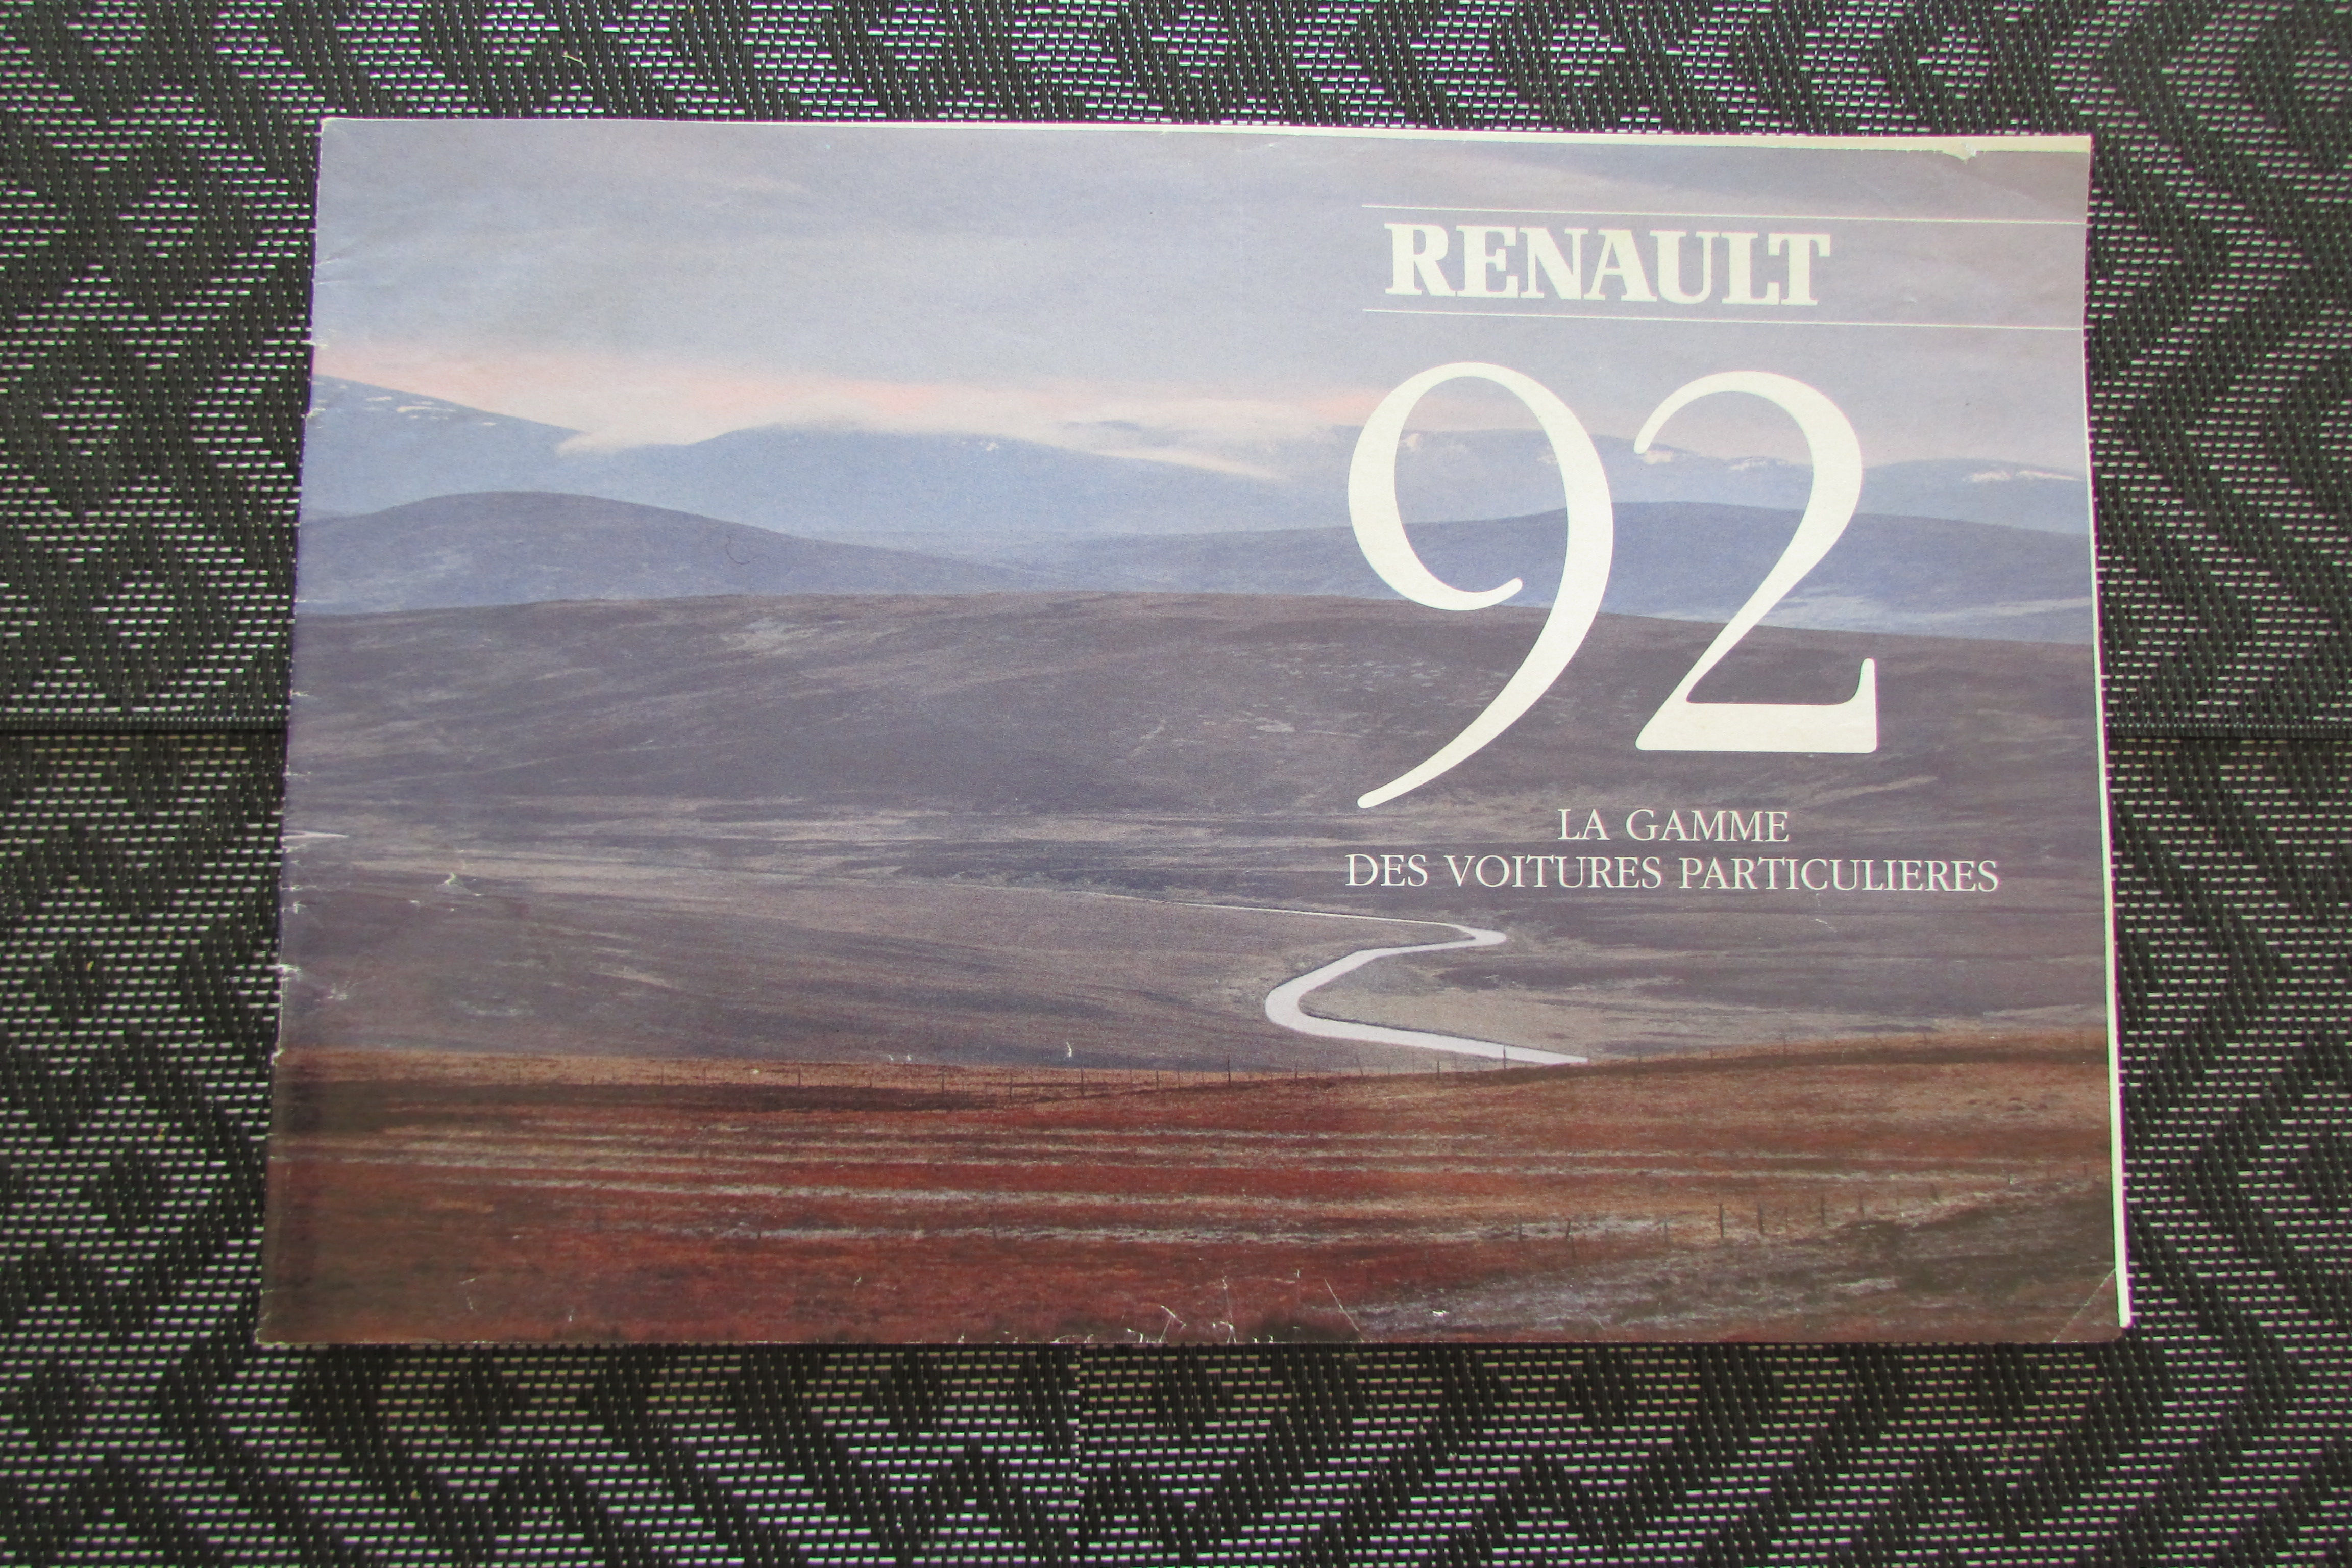 RENAULT
92
LA GAMME
DES VOITURES PARTICULIERES